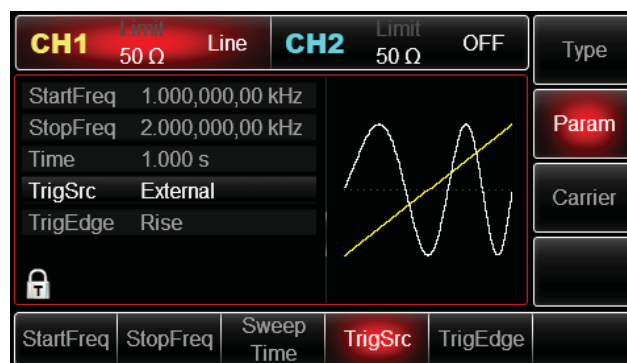 CH1 Limit 50 Ω Line CH2 Limit 50 Ω OFF
Type
StartFreq 1.000,000,00 kHz
StopFreq 2.000,000,00 kHz
Param
Time 1.000 s
TrigSrc External
Carrier
TrigEdge Rise
T
StartFreq StopFreq Sweep Time TrigSrc TrigEdge